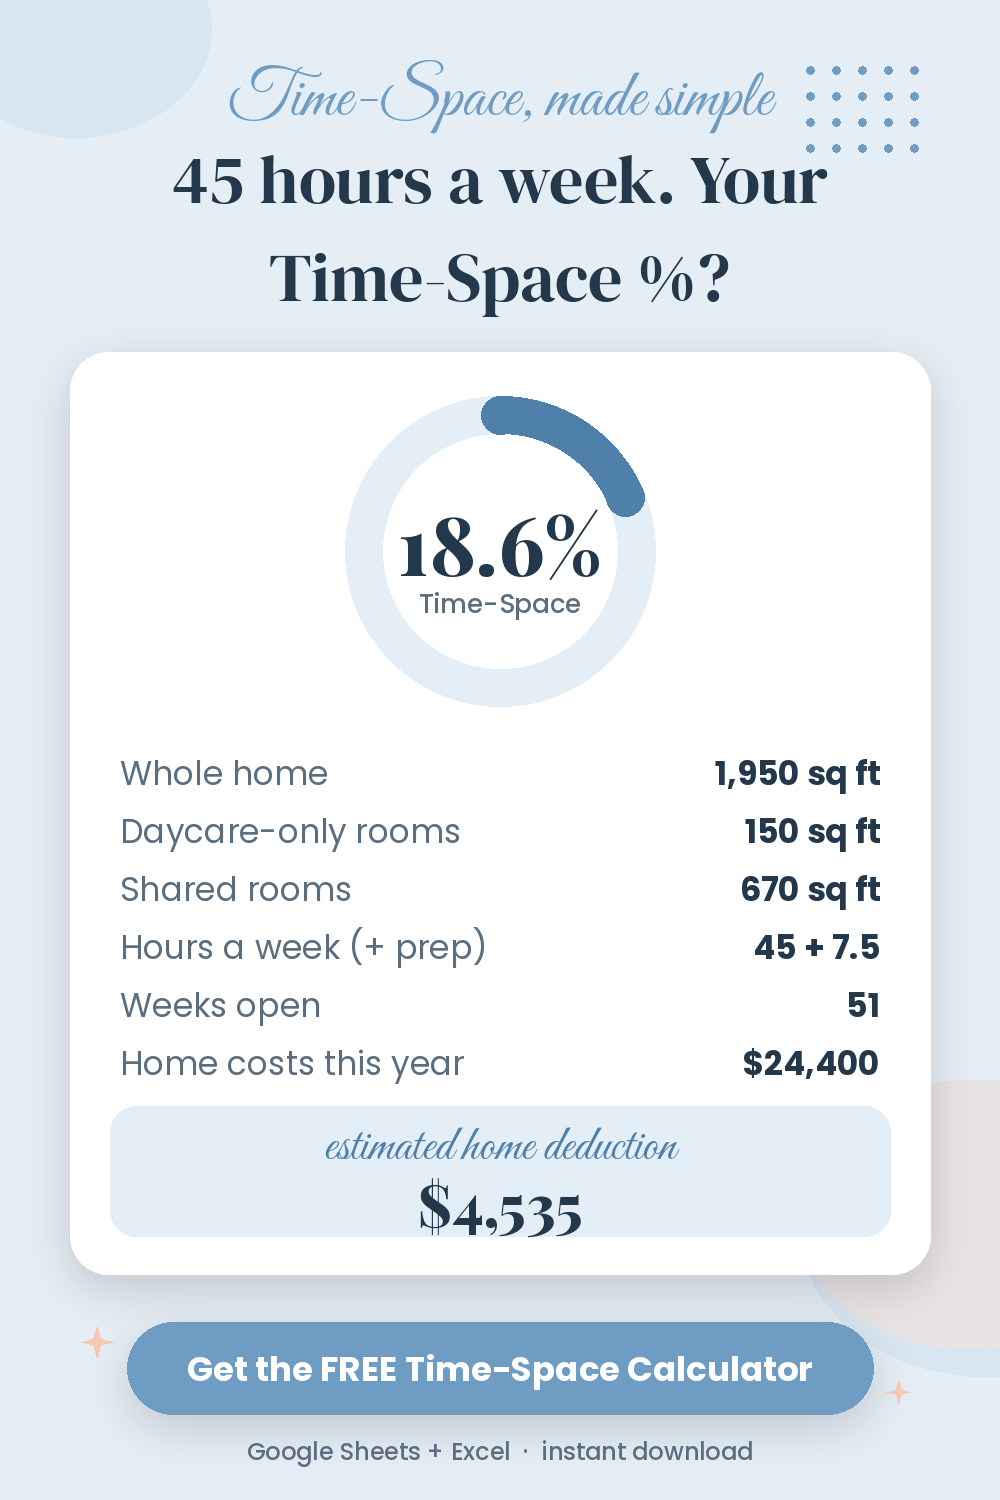 Time-Space, made simple
45 hours a week. Your
Time-Space %?
18.6%
Time-Space
Whole home 1,950 sq ft
Daycare-only rooms 150 sq ft
Shared rooms 670 sq ft
Hours a week (+ prep) 45 + 7.5
Weeks open 51
Home costs this year $24,400
estimated home deduction
$4,535
Get the FREE Time-Space Calculator
Google Sheets + Excel · instant download